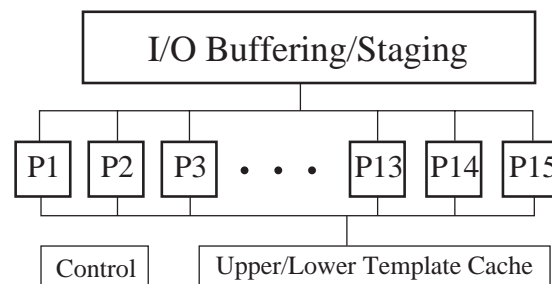 I/O Buffering/Staging
P1 P2 P3 • • • P13 P14 P15
Control Upper/Lower Template Cache